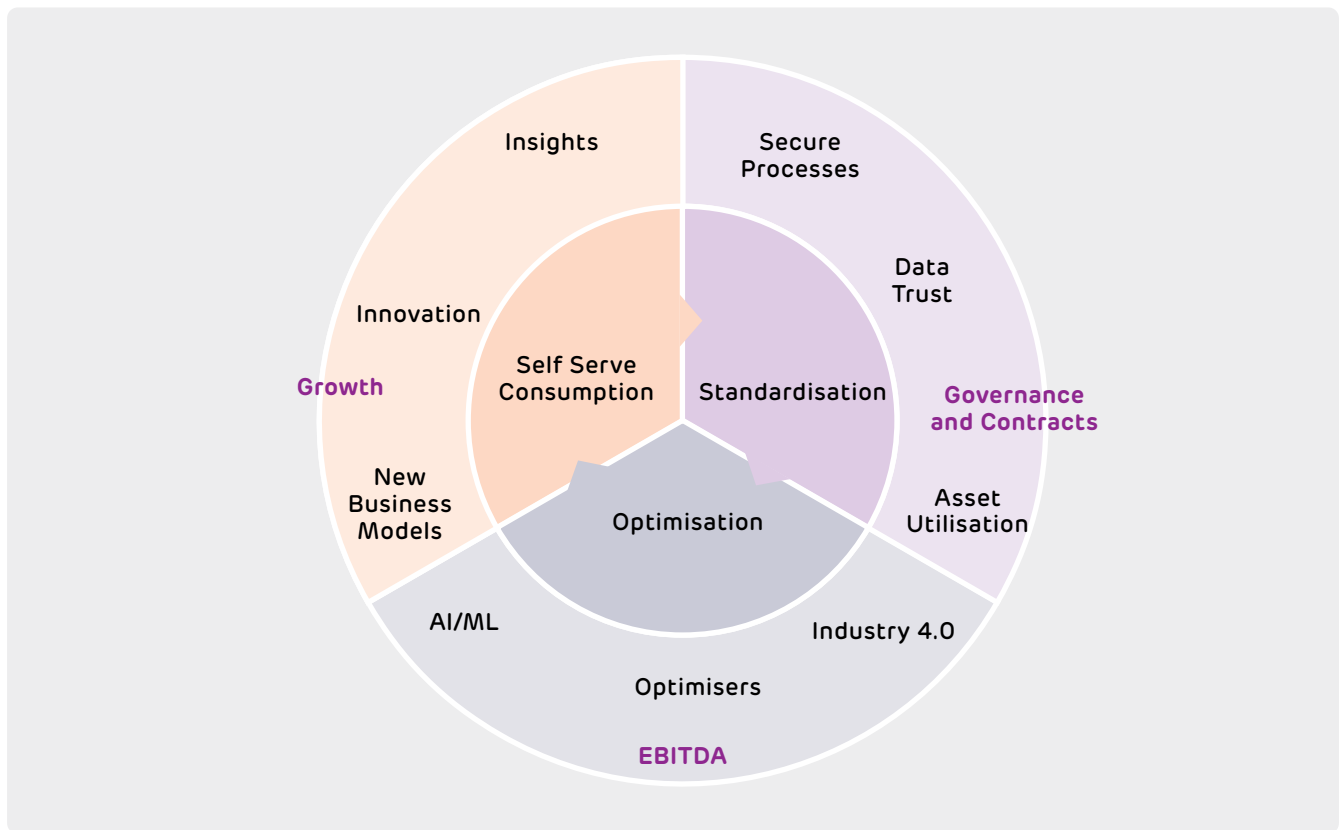 Insights
Secure
Processes
Data
Trust
Innovation
Self Serve
Consumption
Growth
Standardisation
Governance
and Contracts
New
Business
Models
Asset
Utilisation
Optimisation
AI/ML
Industry 4.0
Optimisers
EBITDA